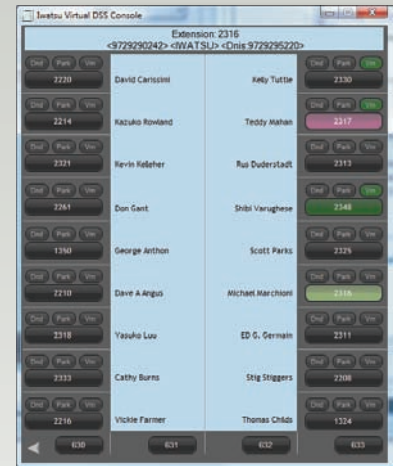 Iwatsu Virtual DSS Console
Extension: 2316
<9729290242> <IWATSU> <Dnis:9729295220>
Dnd Park Vm Dnd Park Vm
2220 David Carissimi Kelly Tuttle 2330
Dnd Park Vm Dnd Park Vm
2214 Kazuko Rowland Teddy Mahan 2317
Dnd Park Vm Dnd Park Vm
2321 Kevin Kelleher Rus Duderstadt 2313
Dnd Park Vm Dnd Park Vm
2261 Don Gant Shibi Varughese 2348
Dnd Park Vm Dnd Park Vm
1350 George Anthon Scott Parks 2325
Dnd Park Vm Dnd Park Vm
2210 Dave A Angus Michael Marchioni 2316
Dnd Park Vm Dnd Park Vm
2318 Yasuko Luu ED G. Germain 2311
Dnd Park Vm Dnd Park Vm
2333 Cathy Burns Stig Stiggers 2208
Dnd Park Vm Dnd Park Vm
2216 Vickie Farmer Thomas Childs 1324
630 631 632 633